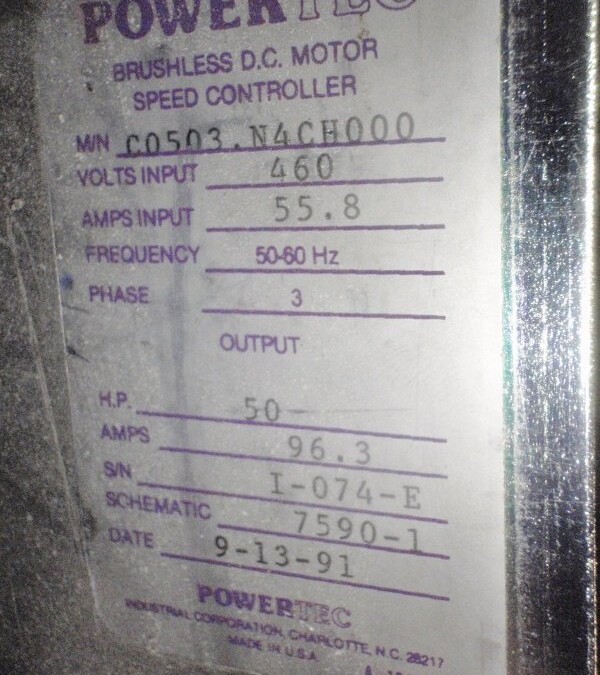 POWERTEC
BRUSHLESS D.C. MOTOR
SPEED CONTROLLER
M/N C0503.N4CH000
VOLTS INPUT 460
AMPS INPUT 55.8
FREQUENCY 50-60 Hz
PHASE 3
OUTPUT
H.P. 50
AMPS 96.3
S/N I-074-E
SCHEMATIC 7590-1
DATE 9-13-91
POWERTEC
INDUSTRIAL CORPORATION, CHARLOTTE, N.C. 28217
MADE IN U.S.A.